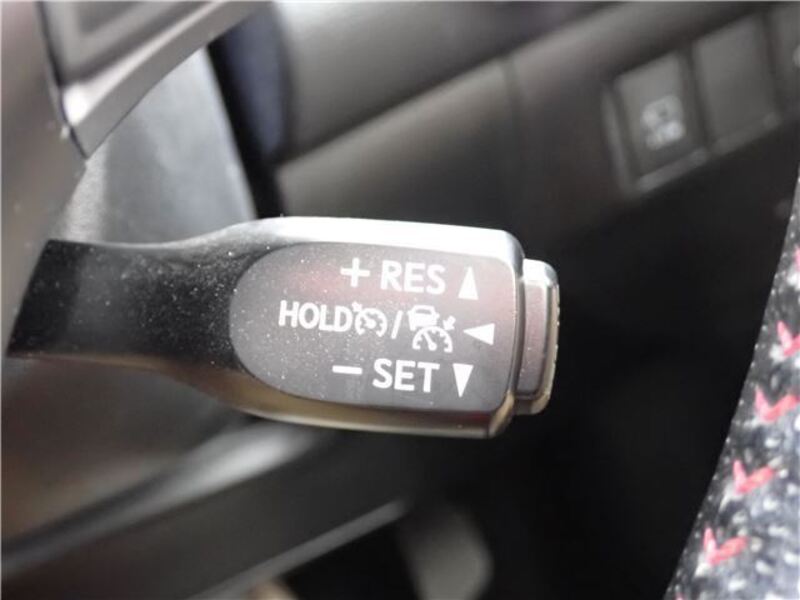 + RES ▲
HOLD / ◀
− SET ▼